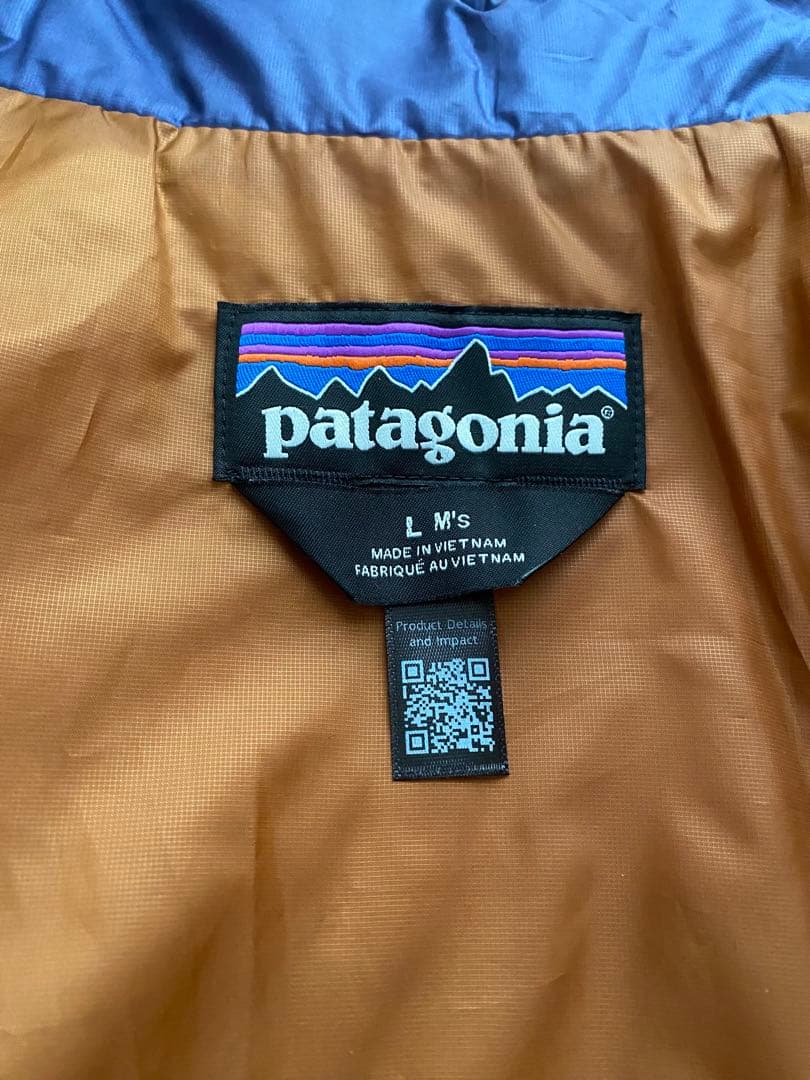 patagonia®
L M's
MADE IN VIETNAM
FABRIQUÉ AU VIETNAM
Product Details
and Impact